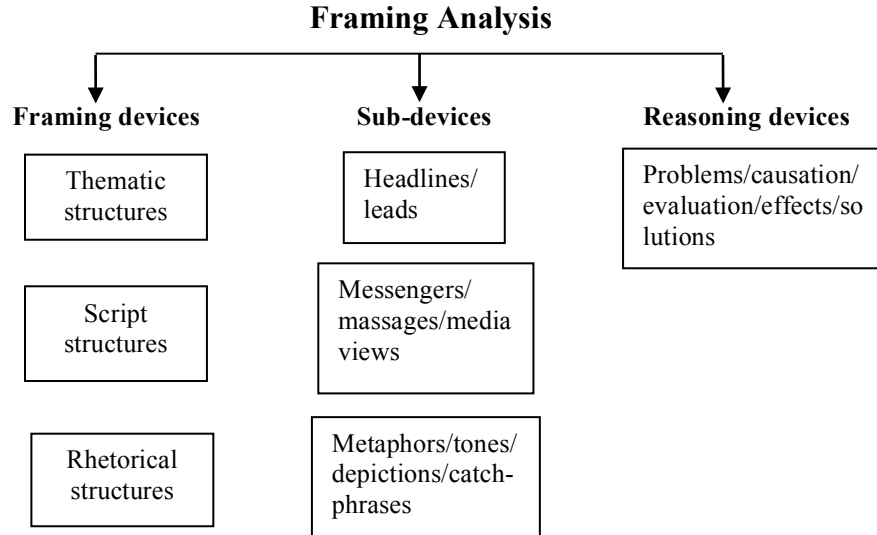 Framing Analysis
Framing devices
Sub-devices
Reasoning devices
Thematic
structures
Headlines/
leads
Problems/causation/
evaluation/effects/so
lutions
Script
structures
Messengers/
massages/media
views
Rhetorical
structures
Metaphors/tones/
depictions/catch-
phrases